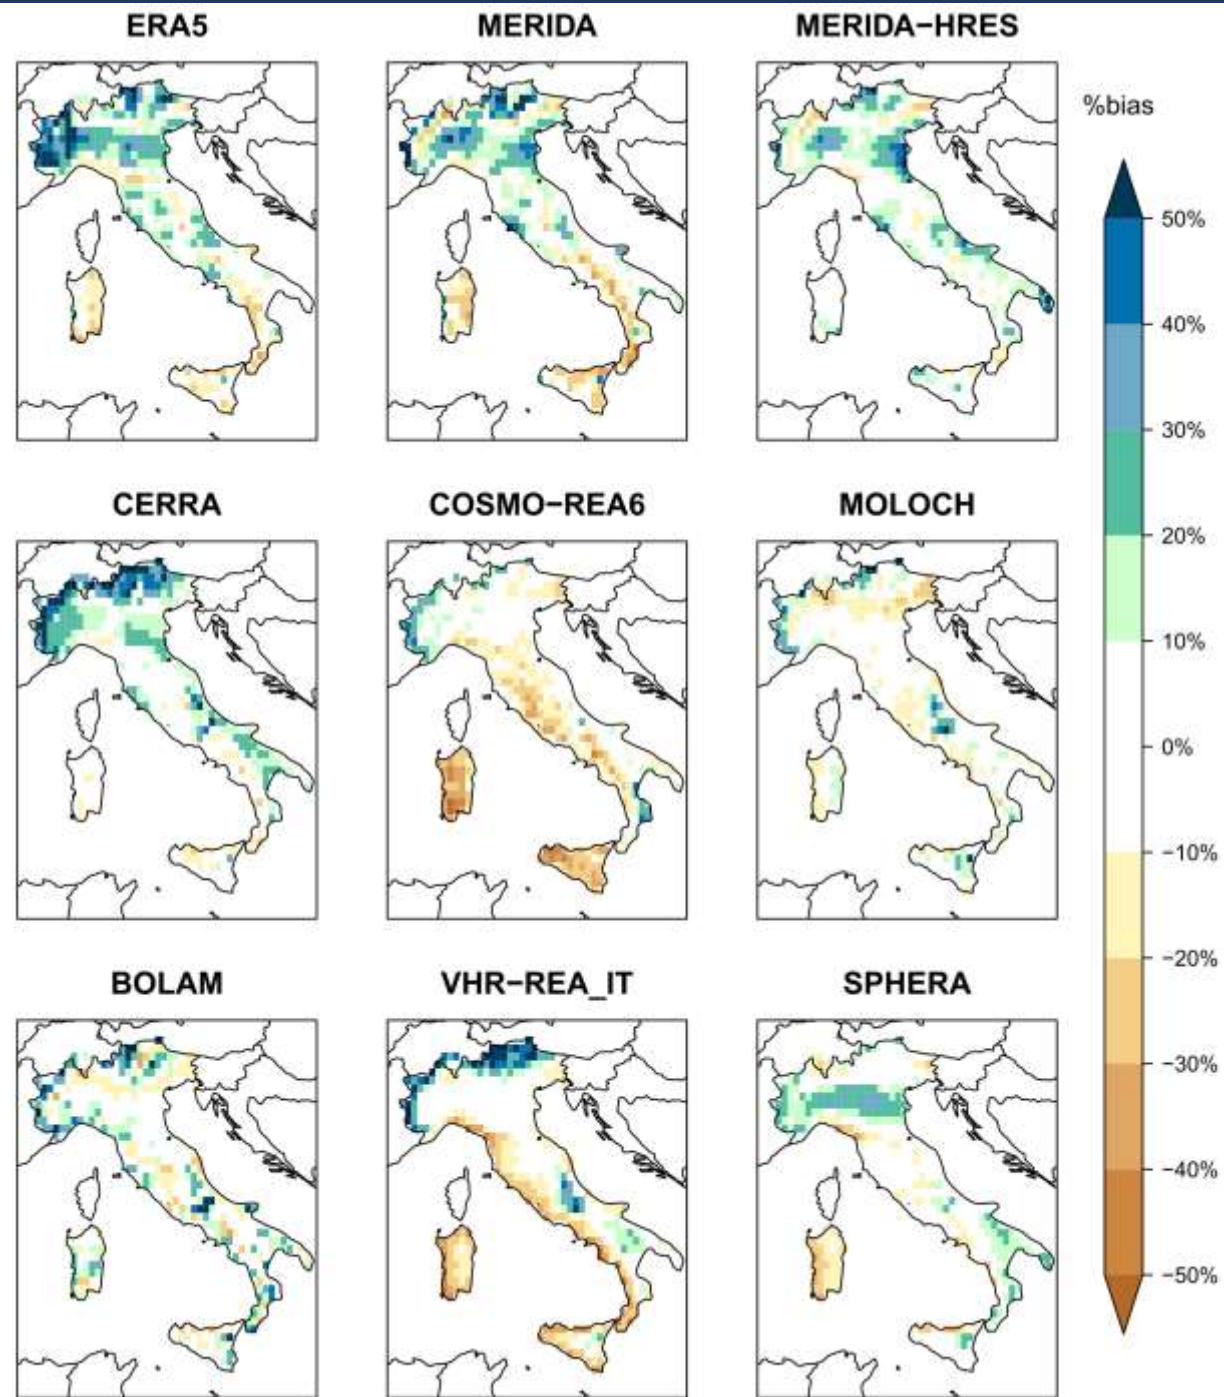 ERA5 MERIDA MERIDA−HRES
%bias
50%
40%
30%
20%
10%
0%
−10%
−20%
−30%
−40%
−50%
CERRA COSMO−REA6 MOLOCH
BOLAM VHR−REA_IT SPHERA